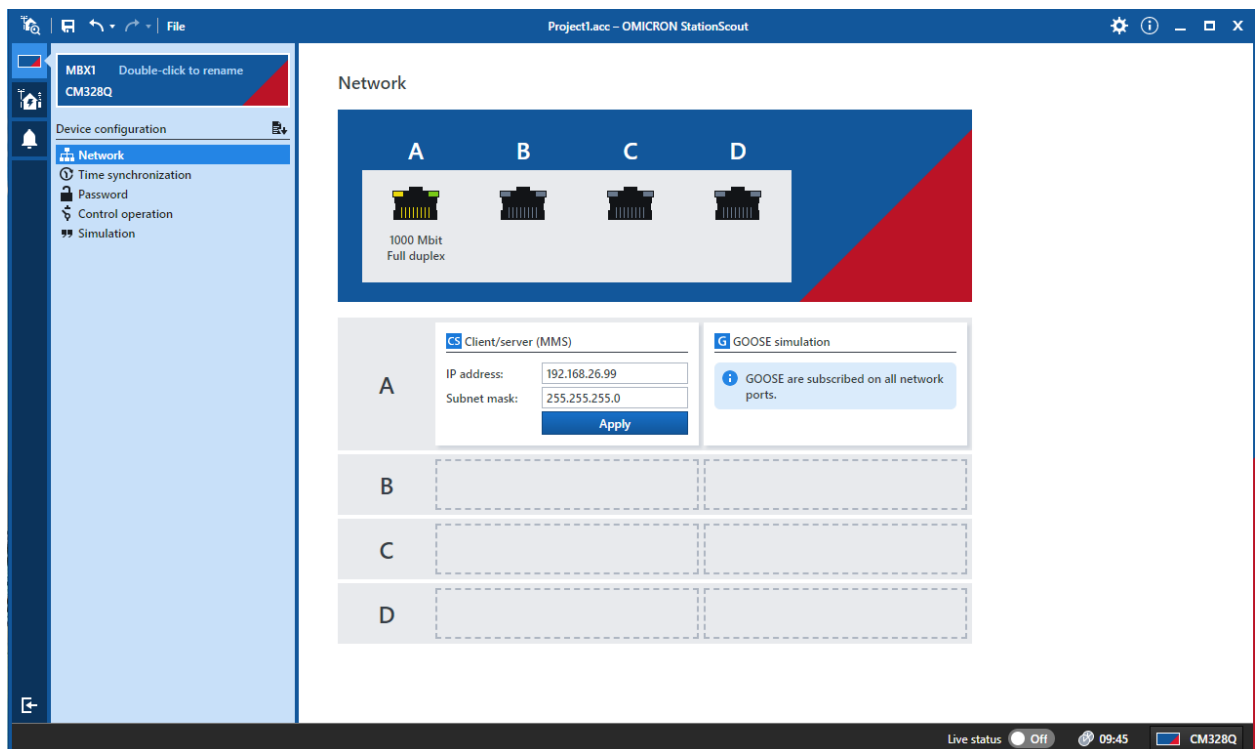 File
Project1.acc – OMICRON StationScout
MBX1 Double-click to rename
CM328Q
Device configuration
Network
Time synchronization
Password
Control operation
Simulation
Network
A B C D
1000 Mbit
Full duplex
A
CS Client/server (MMS)
IP address: 192.168.26.99
Subnet mask: 255.255.255.0
Apply
G GOOSE simulation
GOOSE are subscribed on all network
ports.
B
C
D
Live status Off 09:45 CM328Q